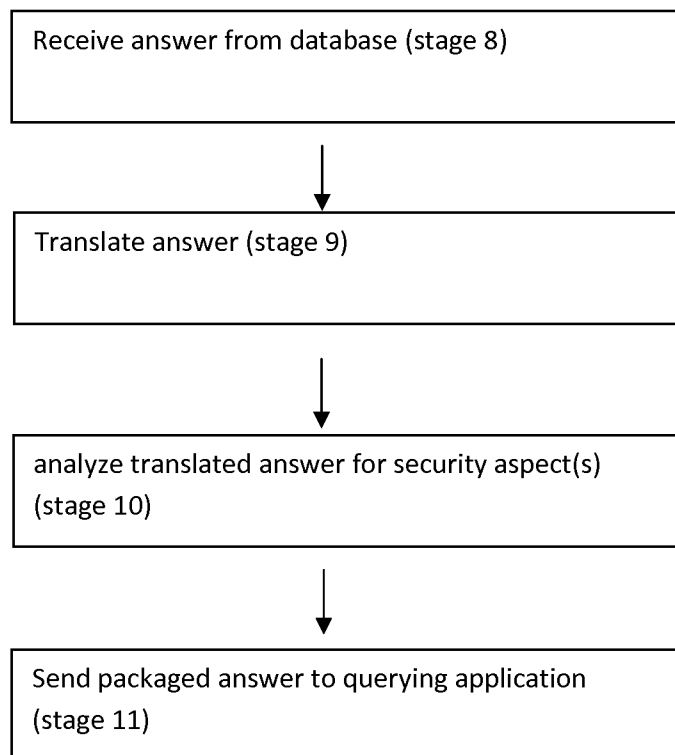 Receive answer from database (stage 8)
Translate answer (stage 9)
analyze translated answer for security aspect(s)
(stage 10)
Send packaged answer to querying application
(stage 11)